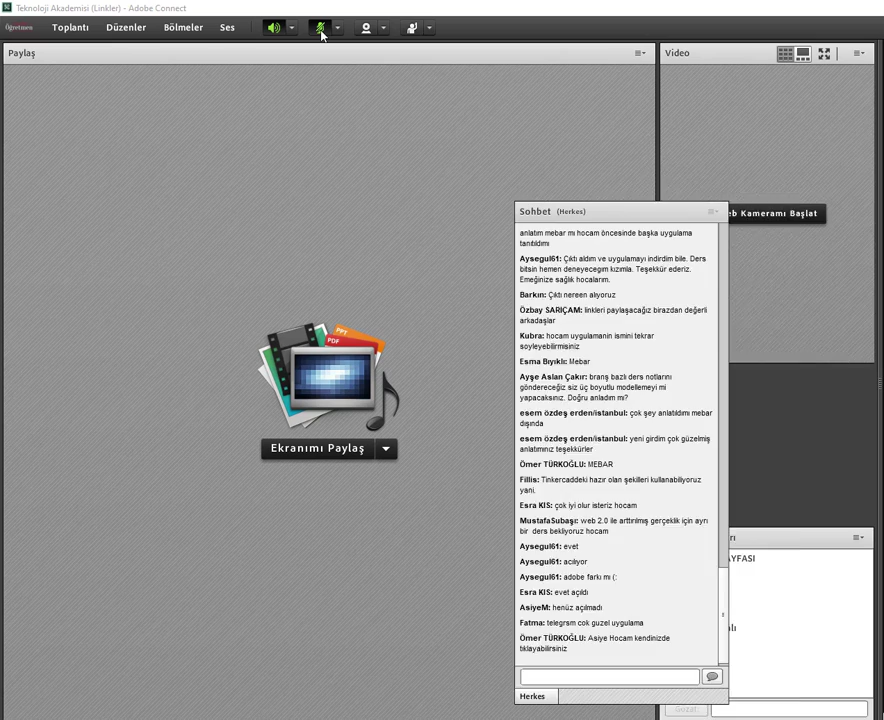 Teknoloji Akademisi (Linkler) - Adobe Connect
Öğretmen
Toplantı
Düzenler
Bölmeler
Ses
Paylaş
Video
PPT
PDF
Ekranımı Paylaş
eb Kameramı Başlat
Sohbet (Herkes)
anlatım mebar mı hocam öncesinde başka uygulama
tanıtıldımı
Aysegul61: Çıktı aldım ve uygulamayı indirdim bile. Ders
bitsin hemen deneyecegim kızımla. Teşekkür ederiz.
Emeğinize sağlık hocalarım.
Barkın: Çıktı nereen alıyoruz
Özbay SARIÇAM: linkleri paylaşacağız birazdan değerli
arkadaşlar
Kubra: hocam uygulamanin ismini tekrar
soyleyebilirmisiniz
Esma Bıyıklı: Mebar
Ayşe Aslan Çakır: branş bazlı ders notlarını
göndereceğiz siz üç boyutlu modellemeyi mi
yapacaksınız. Doğru anladım mı?
esem özdeş erden/istanbul: çok şey anlatıldımı mebar
dışında
esem özdeş erden/istanbul: yeni girdim çok güzelmiş
anlatımınız teşekkürler
Ömer TÜRKOĞLU: MEBAR
Fillis: Tinkercaddeki hazır olan şekilleri kullanabiliyoruz
yani.
Esra KIS: çok iyi olur isteriz hocam
MustafaSubaşı: web 2.0 ile arttırılmış gerçeklik için ayrı
bir ders bekliyoruz hocam
Aysegul61: evet
Aysegul61: acılıyor
Aysegul61: adobe farkı mı (:
Esra KIS: evet açıldı
AsiyeM: henüz açılmadı
Fatma: telegrsm cok guzel uygulama
Ömer TÜRKOĞLU: Asiye Hocam kendinizde
tıklayabilirsiniz
Herkes
rı
AYFASI
alı
Gözat: